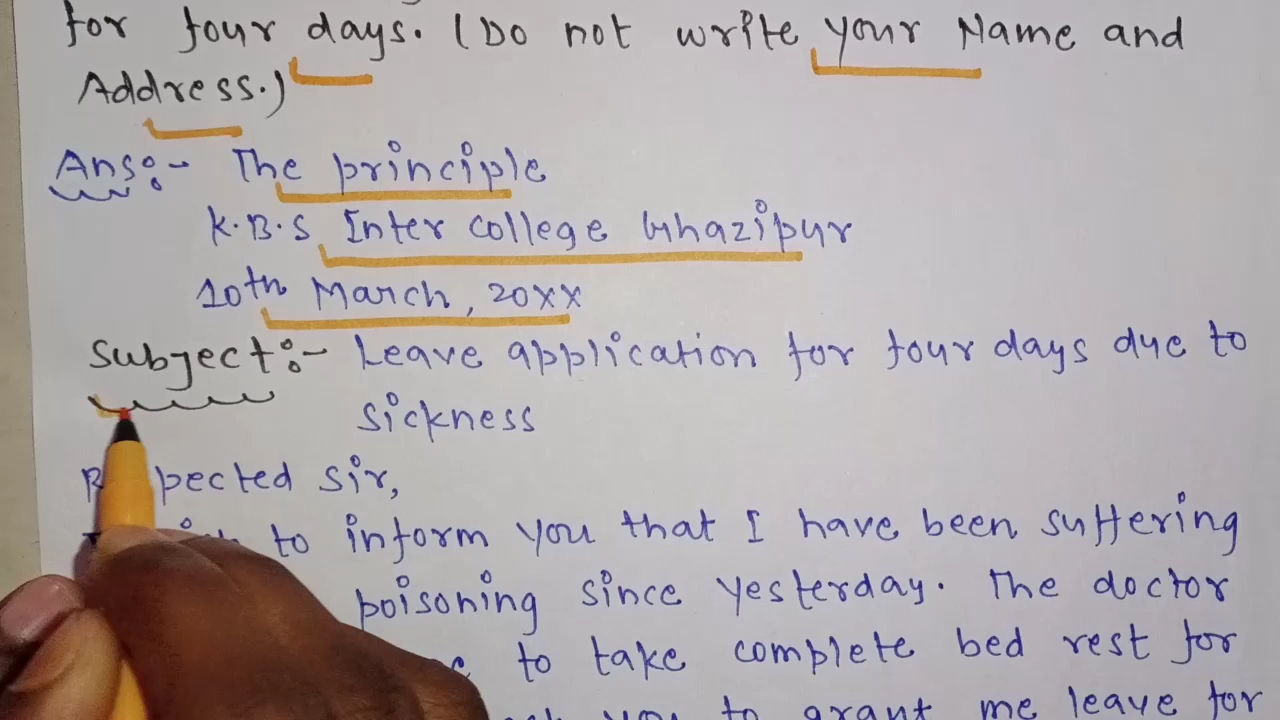 for four days. (Do not write your Name and
Address.)
Ans:- The principle
K.B.S Inter college Ghazipur
10th March, 20xx
Subject:- Leave application for four days due to
sickness
pected sir,
to inform you that I have been suffering
poisoning since yesterday. The doctor
to take complete bed rest for
you to grant me leave for